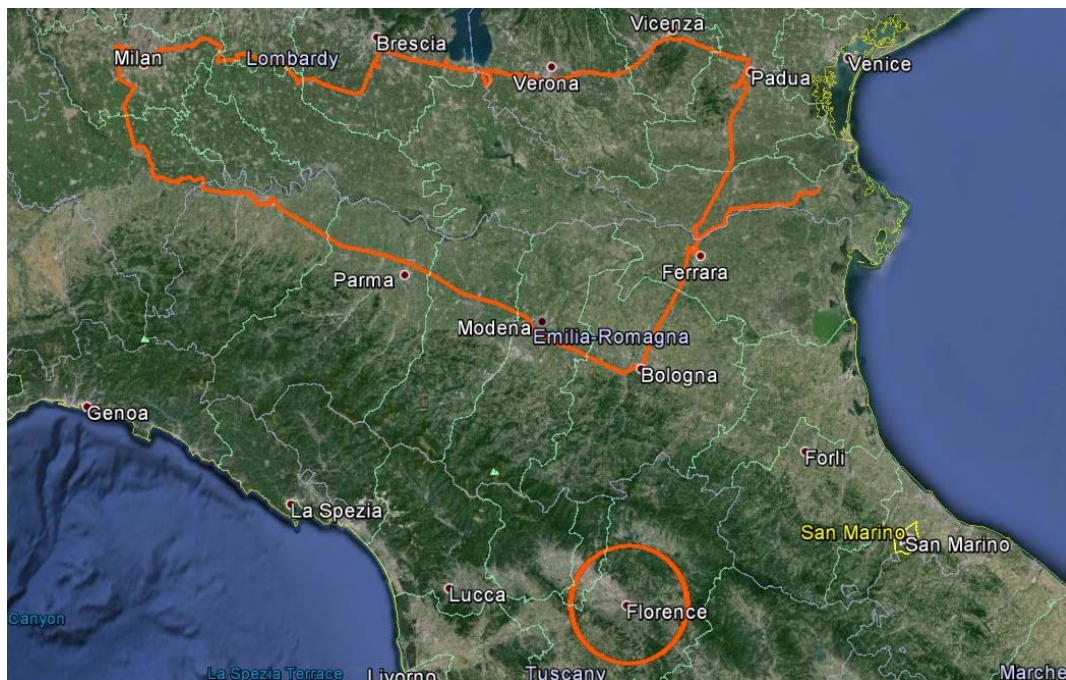 Vicenza
Brescia
Milan
Lombardy
Venice
Verona
Padua
Ferrara
Parma
Modena
Emilia-Romagna
Bologna
Genoa
Forli
La Spezia
San Marino
San Marino
Lucca
Florence
Canyon
La Spezia Terrace
Livorno
Tuscany
Marche